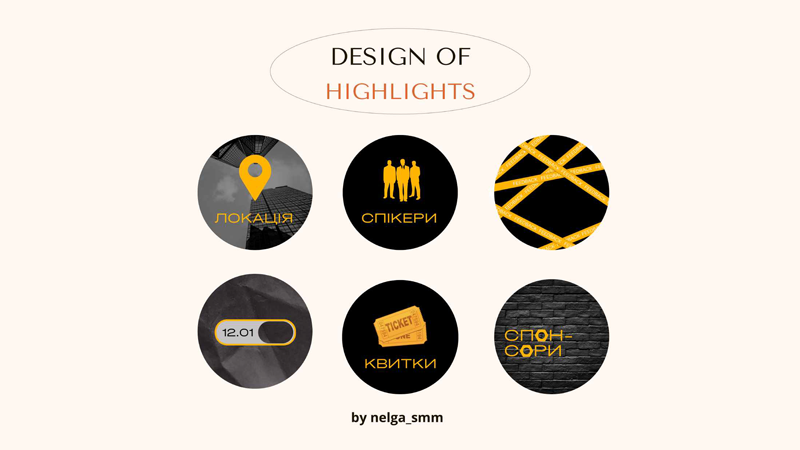 DESIGN OF
HIGHLIGHTS
ЛОКАЦІЯ
СПІКЕРИ
12.01
TICKET
КВИТКИ
СПОН-
СОРИ
by nelga_smm